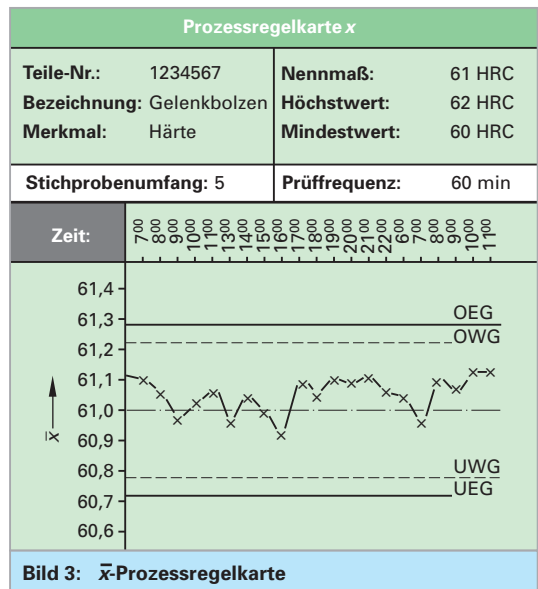 Prozessregelkarte x
Teile-Nr.: 1234567
Bezeichnung: Gelenkbolzen
Merkmal: Härte
Nennmaß: 61 HRC
Höchstwert: 62 HRC
Mindestwert: 60 HRC
Stichprobenumfang: 5
Prüffrequenz: 60 min
Zeit: 7⁰⁰ 8⁰⁰ 9⁰⁰ 10⁰⁰ 11⁰⁰ 13⁰⁰ 14⁰⁰ 15⁰⁰ 16⁰⁰ 17⁰⁰ 18⁰⁰ 19⁰⁰ 20⁰⁰ 21⁰⁰ 22⁰⁰ 6⁰⁰ 7⁰⁰ 8⁰⁰ 9⁰⁰ 10⁰⁰ 11⁰⁰
61,4
61,3
OEG
OWG
61,2
61,1
61,0
60,9
60,8
UWG
60,7
UEG
60,6
x̅
Bild 3: x̅-Prozessregelkarte